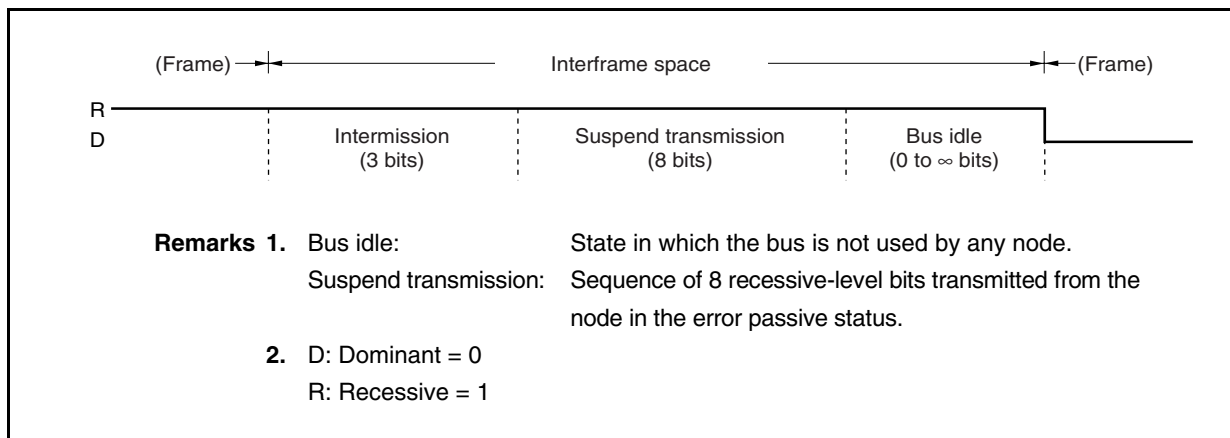 (Frame) Interframe space (Frame)
R
D
Intermission Suspend transmission Bus idle
(3 bits) (8 bits) (0 to ∞ bits)
Remarks 1. Bus idle: State in which the bus is not used by any node.
Suspend transmission: Sequence of 8 recessive-level bits transmitted from the
node in the error passive status.
2. D: Dominant = 0
R: Recessive = 1